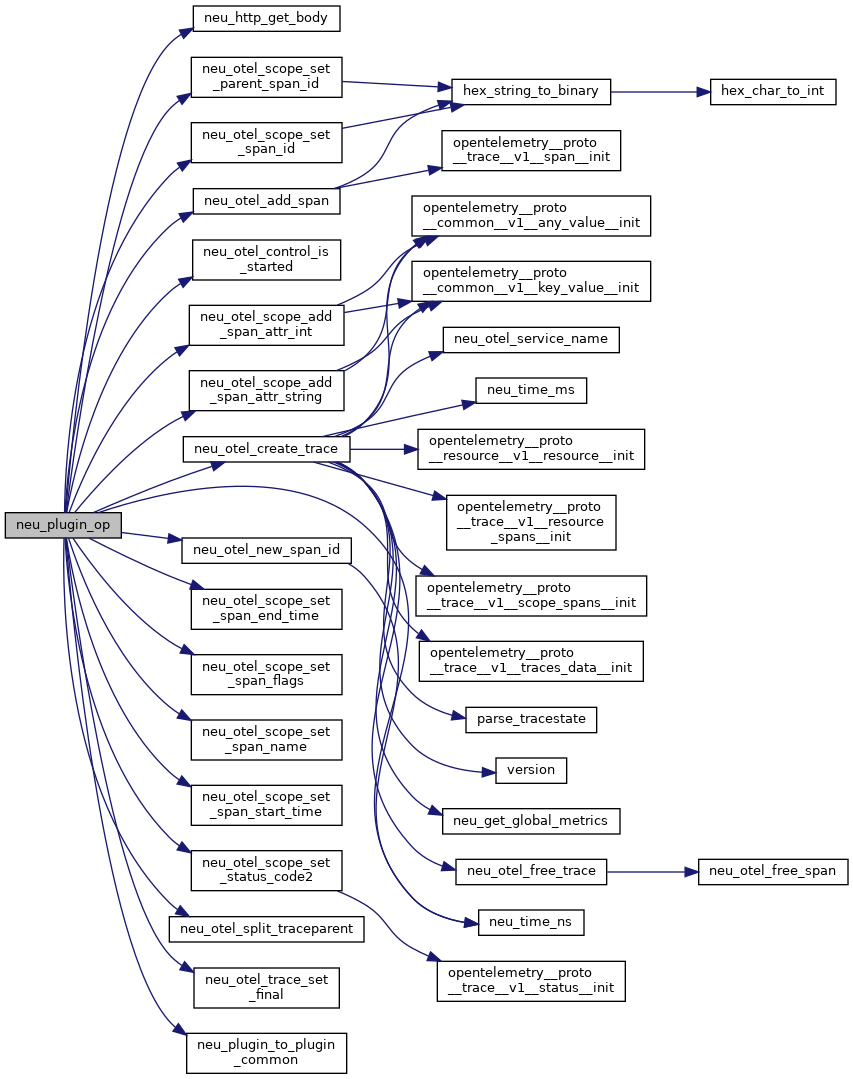 neu_plugin_op
neu_http_get_body
neu_otel_scope_set
_parent_span_id
neu_otel_scope_set
_span_id
neu_otel_add_span
neu_otel_control_is
_started
neu_otel_scope_add
_span_attr_int
neu_otel_scope_add
_span_attr_string
neu_otel_create_trace
neu_otel_new_span_id
neu_otel_scope_set
_span_end_time
neu_otel_scope_set
_span_flags
neu_otel_scope_set
_span_name
neu_otel_scope_set
_span_start_time
neu_otel_scope_set
_status_code2
neu_otel_split_traceparent
neu_otel_trace_set
_final
neu_plugin_to_plugin
_common
hex_string_to_binary
opentelemetry__proto
__trace__v1__span__init
opentelemetry__proto
__common__v1__any_value__init
opentelemetry__proto
__common__v1__key_value__init
neu_otel_service_name
neu_time_ms
opentelemetry__proto
__resource__v1__resource__init
opentelemetry__proto
__trace__v1__resource
_spans__init
opentelemetry__proto
__trace__v1__scope_spans__init
opentelemetry__proto
__trace__v1__traces_data__init
parse_tracestate
version
neu_get_global_metrics
neu_otel_free_trace
neu_time_ns
opentelemetry__proto
__trace__v1__status__init
hex_char_to_int
neu_otel_free_span